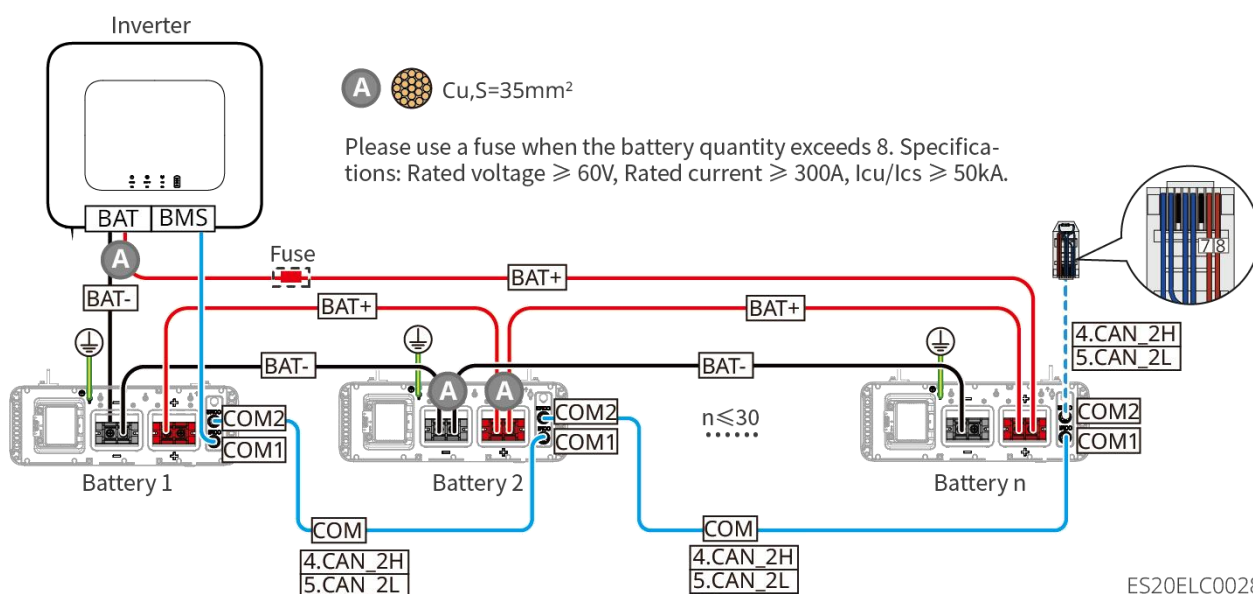 Inverter
A
Cu,S=35mm²
Please use a fuse when the battery quantity exceeds 8. Specifica-
tions: Rated voltage ≥ 60V, Rated current ≥ 300A, Icu/Ics ≥ 50kA.
BAT
BMS
A
Fuse
BAT+
BAT-
BAT+
BAT+
7 8
4.CAN_2H
5.CAN_2L
BAT-
BAT-
A
A
COM2
COM1
COM2
COM1
n≤30
......
COM2
COM1
Battery 1
Battery 2
Battery n
COM
4.CAN_2H
5.CAN_2L
COM
4.CAN_2H
5.CAN_2L
ES20ELC0028